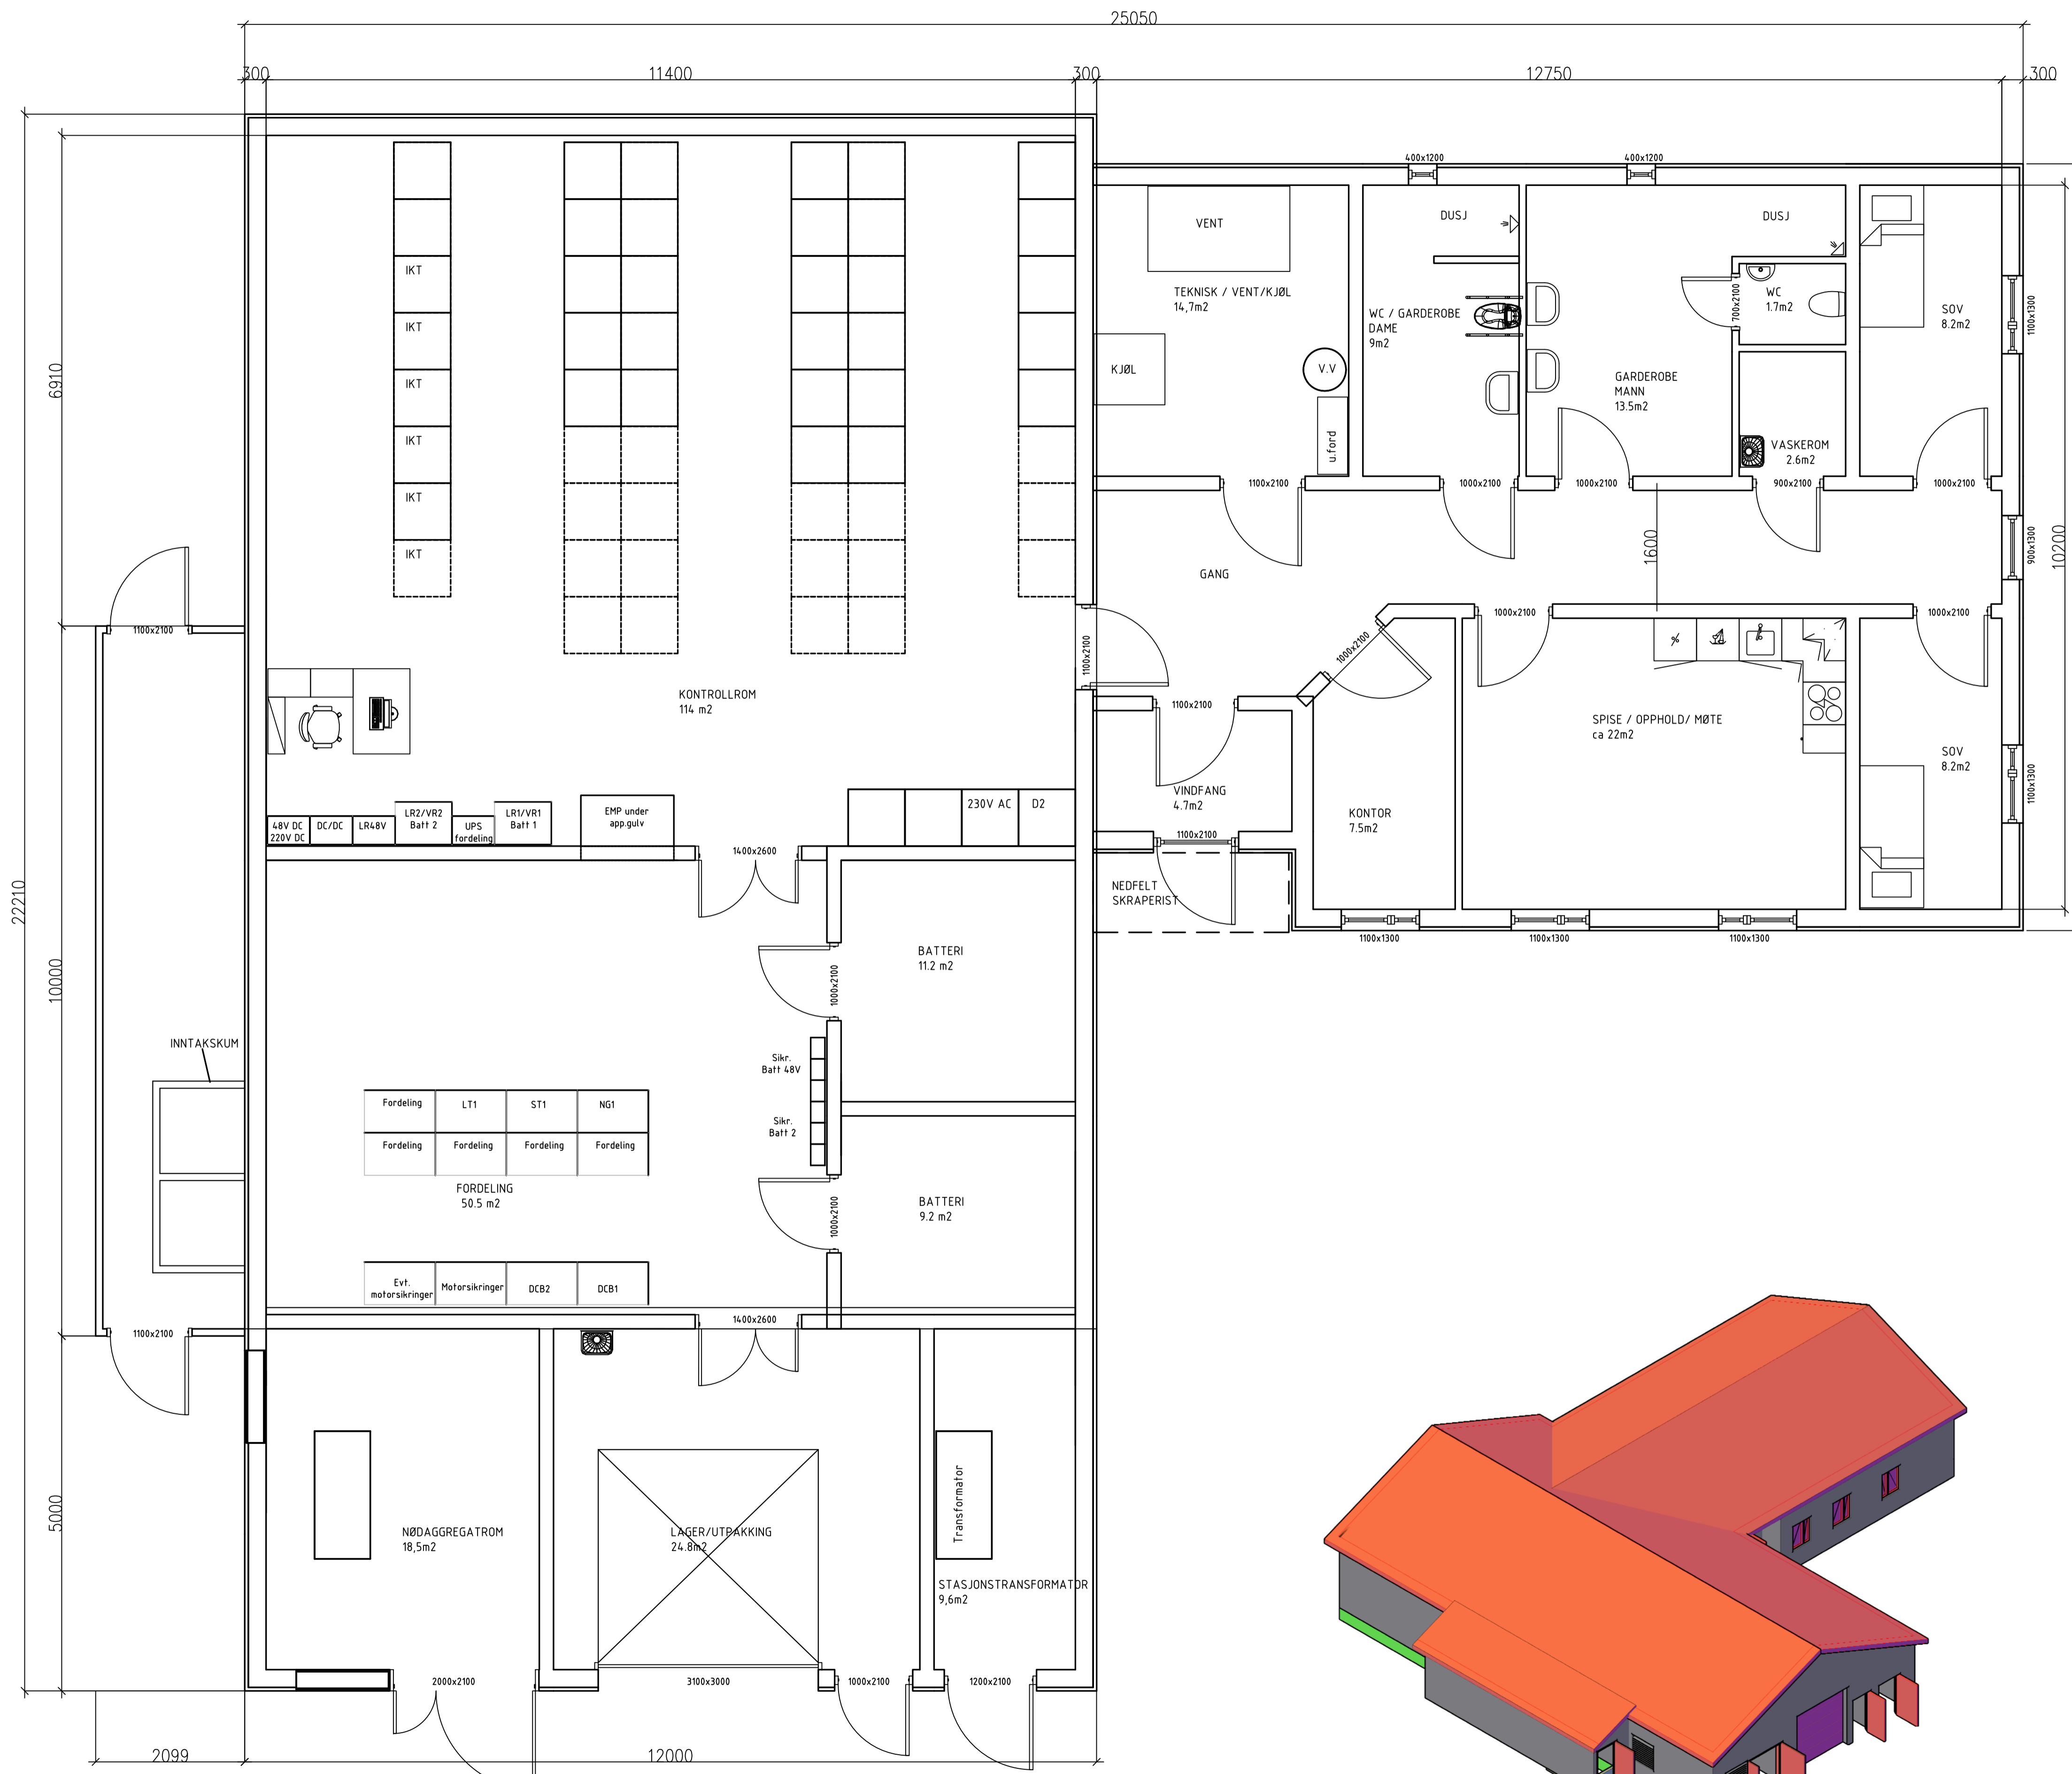 25050
300
11400
300
12750
300
400x1200
400x1200
VENT
DUSJ
DUSJ
TEKNISK / VENT/KJØL
14,7m2
WC / GARDEROBE
DAME
9m2
WC
1.7m2
700x2100
SOV
8.2m2
1100x1300
IKT
IKT
IKT
IKT
IKT
IKT
KJØL
V.V
u.ford
GARDEROBE
MANN
13.5m2
VASKEROM
2.6m2
6910
1100x2100
1000x2100
1000x2100
900x2100
1000x2100
900x1300
10200
1600
GANG
1000x2100
1000x2100
1000x2100
1100x2100
1100x2100
KONTROLLROM
114 m2
1100x2100
SPISE / OPPHOLD/ MØTE
ca 22m2
SOV
8.2m2
1100x1300
VINDFANG
4.7m2
1100x2100
KONTOR
7.5m2
48V DC
220V DC
DC/DC
LR48V
LR2/VR2
Batt 2
UPS
fordeling
LR1/VR1
Batt 1
EMP under
app.gulv
230V AC
D2
1400x2600
NEDFELT
SKRAPERIST
1100x1300
1100x1300
1100x1300
22210
10000
BATTERI
11.2 m2
1000x2100
INNTAKSKUM
Sikr.
Batt 48V
Sikr.
Batt 2
Fordeling
LT1
ST1
NG1
Fordeling
Fordeling
Fordeling
Fordeling
FORDELING
50.5 m2
BATTERI
9.2 m2
1000x2100
Evt.
motorsikringer
Motorsikringer
DCB2
DCB1
1100x2100
1400x2600
5000
NØDAGGREGATROM
18,5m2
LAGER/UTPAKKING
24.8m2
Transformator
STASJONSTRANSFORMATOR
9,6m2
2000x2100
3100x3000
1000x2100
1200x2100
2099
12000